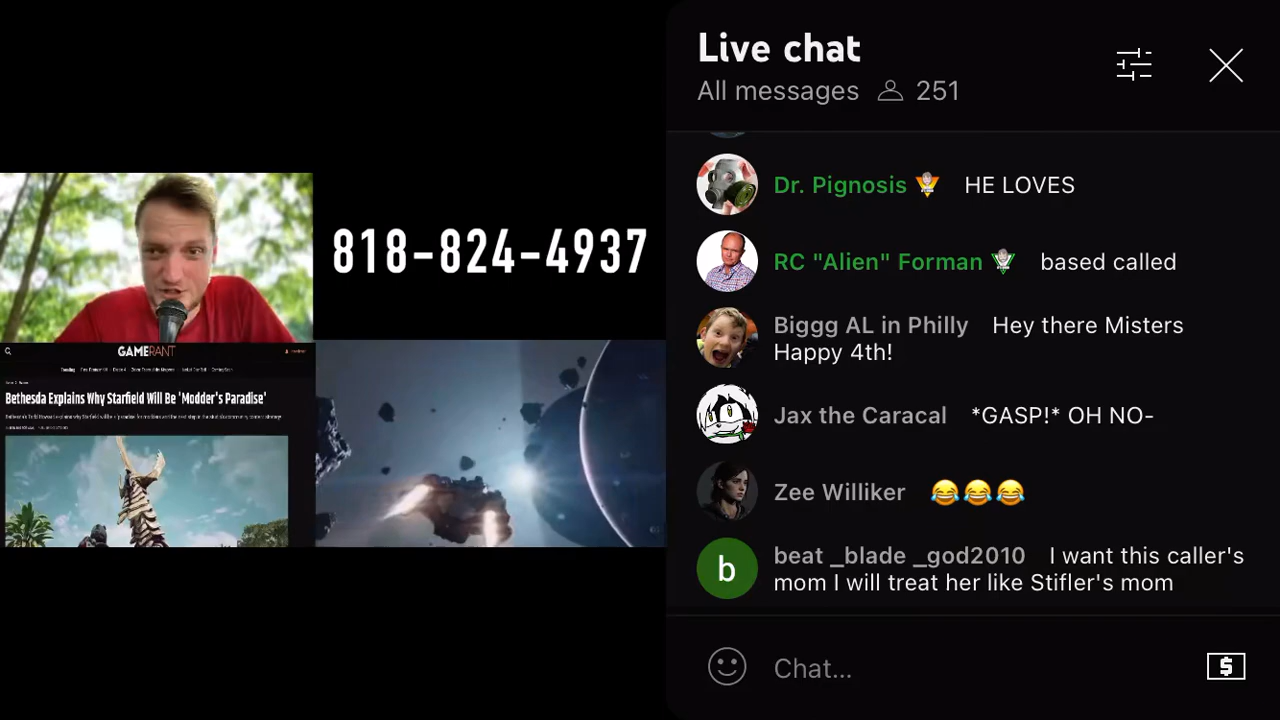 818-824-4937
GAMERANT
Bethesda Explains Why Starfield Will Be 'Modder's Paradise'
Live chat
All messages 251
Dr. Pignosis HE LOVES
RC "Alien" Forman based called
Biggg AL in Philly Hey there Misters
Happy 4th!
Jax the Caracal *GASP!* OH NO-
Zee Williker 😂😂😂
b
beat _blade _god2010 I want this caller's
mom I will treat her like Stifler's mom
Chat...
$